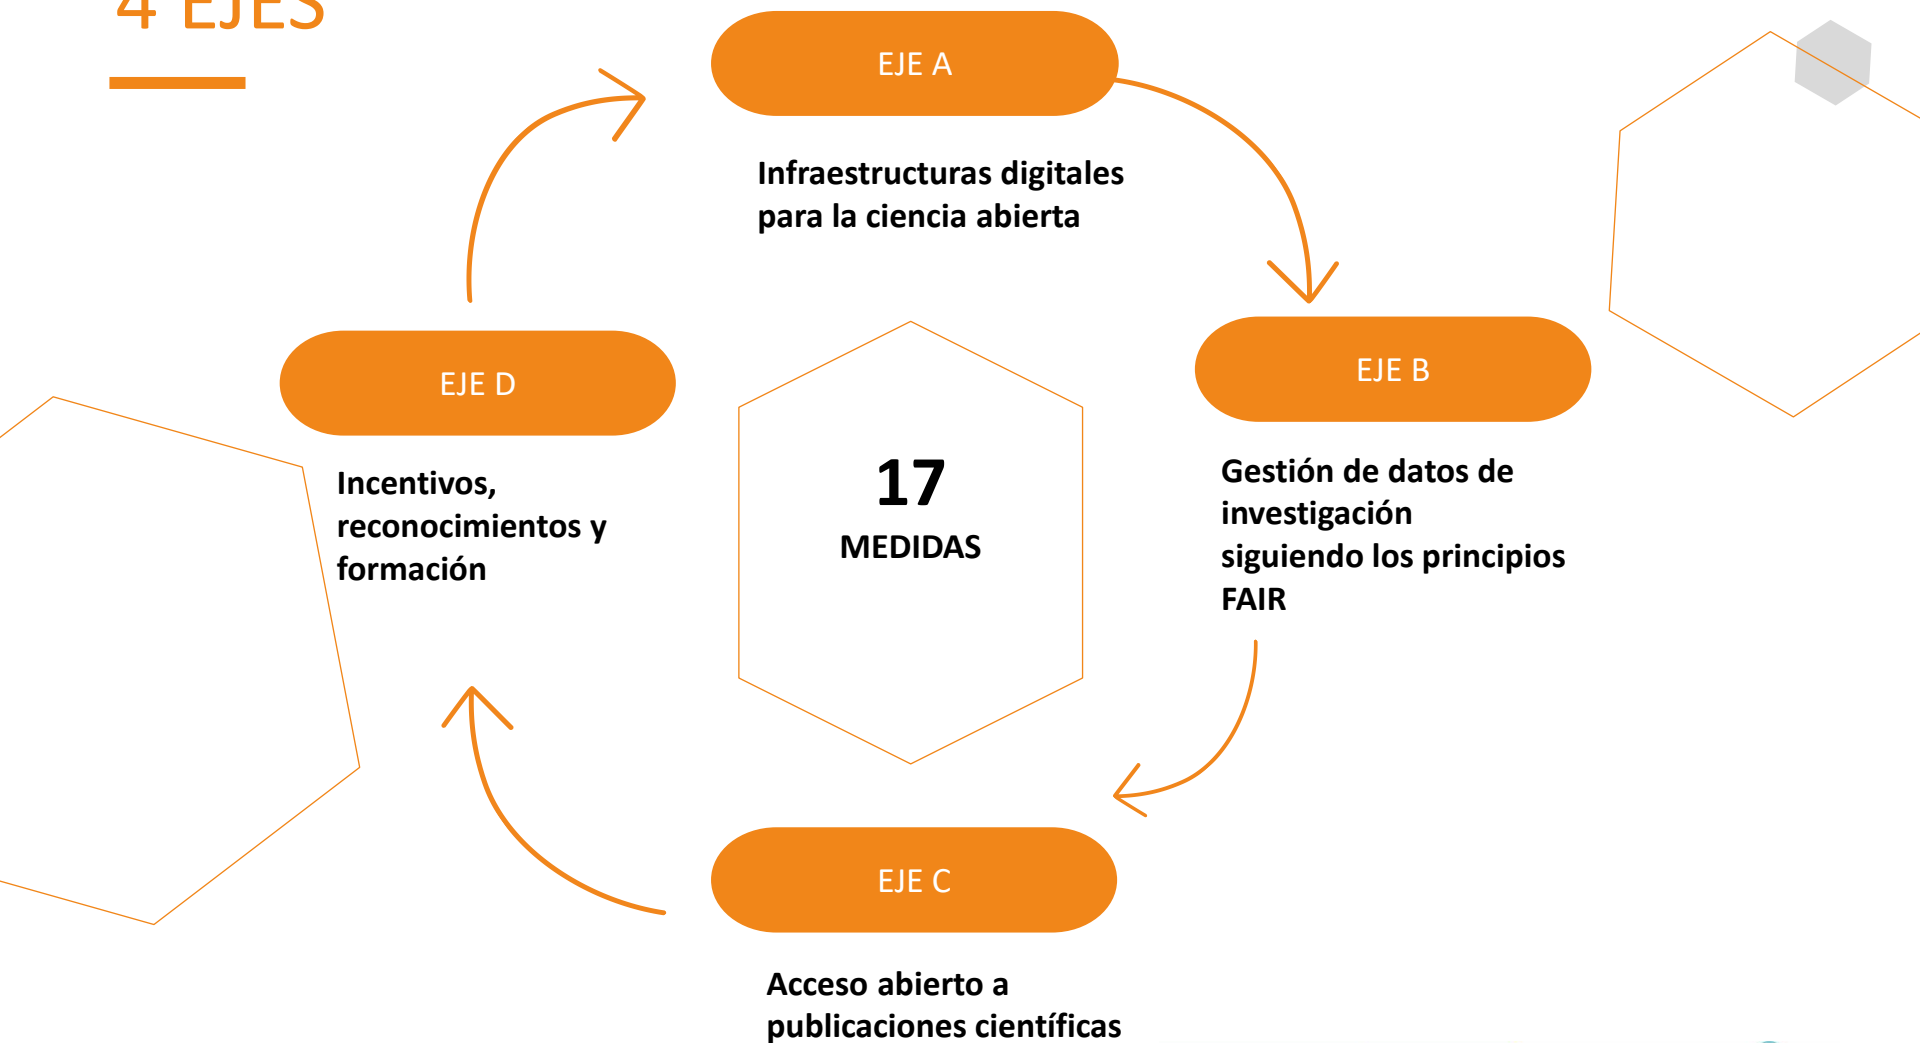 4 EJES
EJE A
Infraestructuras digitales
para la ciencia abierta
EJE B
Gestión de datos de
investigación
siguiendo los principios
FAIR
EJE C
Acceso abierto a
publicaciones científicas
EJE D
Incentivos,
reconocimientos y
formación
17
MEDIDAS